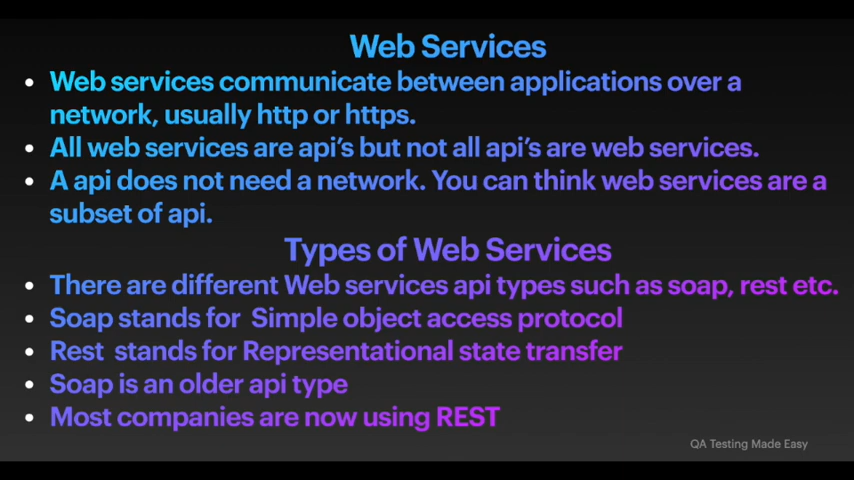 Web Services
• Web services communicate between applications over a
network, usually http or https.
• All web services are api’s but not all api’s are web services.
• A api does not need a network. You can think web services are a
subset of api.
Types of Web Services
• There are different Web services api types such as soap, rest etc.
• Soap stands for Simple object access protocol
• Rest stands for Representational state transfer
• Soap is an older api type
• Most companies are now using REST
QA Testing Made Easy